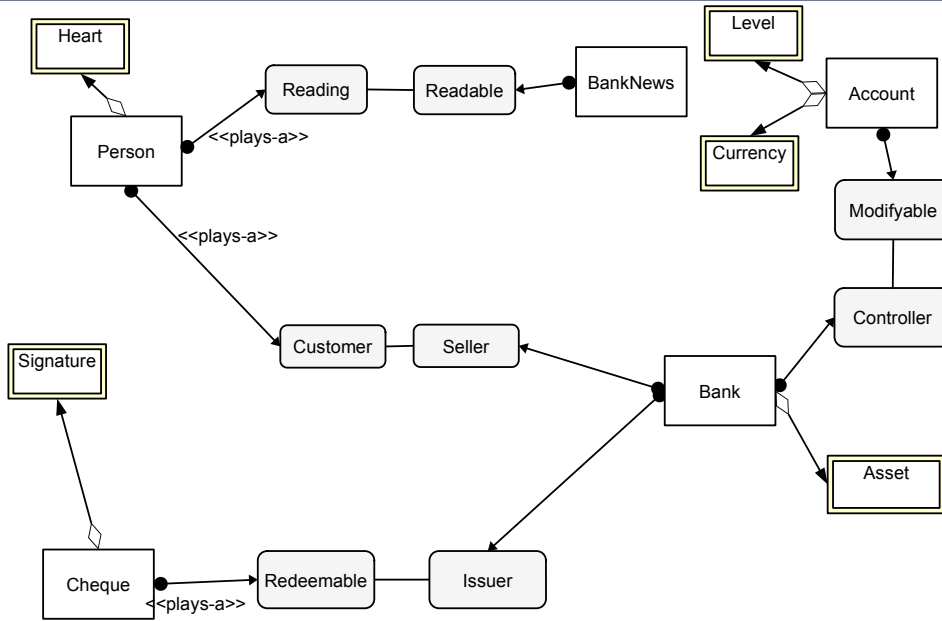 Heart
Level
Reading
Readable
BankNews
Account
<<plays-a>>
Person
Currency
Modifyable
<<plays-a>>
Controller
Customer
Seller
Signature
Bank
Asset
Cheque
Redeemable
Issuer
<<plays-a>>